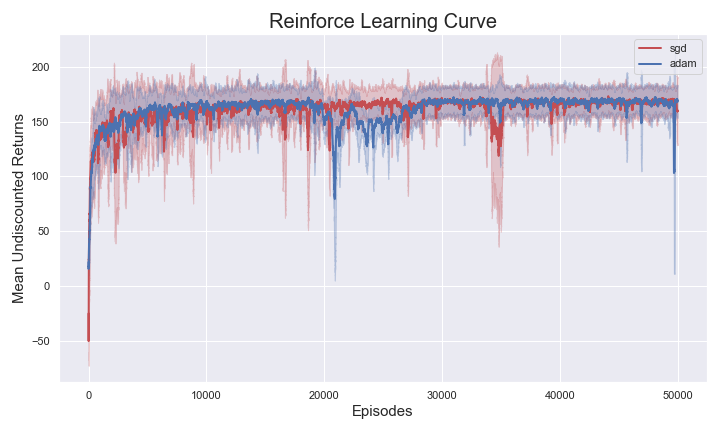 Reinforce Learning Curve
sgd
adam
Mean Undiscounted Returns
200
150
100
50
0
−50
0
10000
20000
30000
40000
50000
Episodes